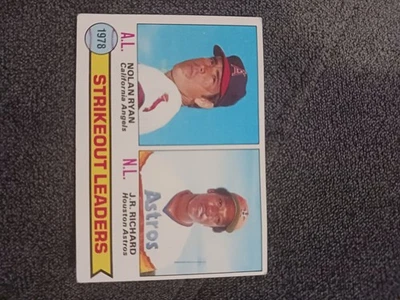 1978
STRIKEOUT LEADERS
A.L.
NOLAN RYAN
California Angels
N.L.
J.R. RICHARD
Houston Astros
Astros